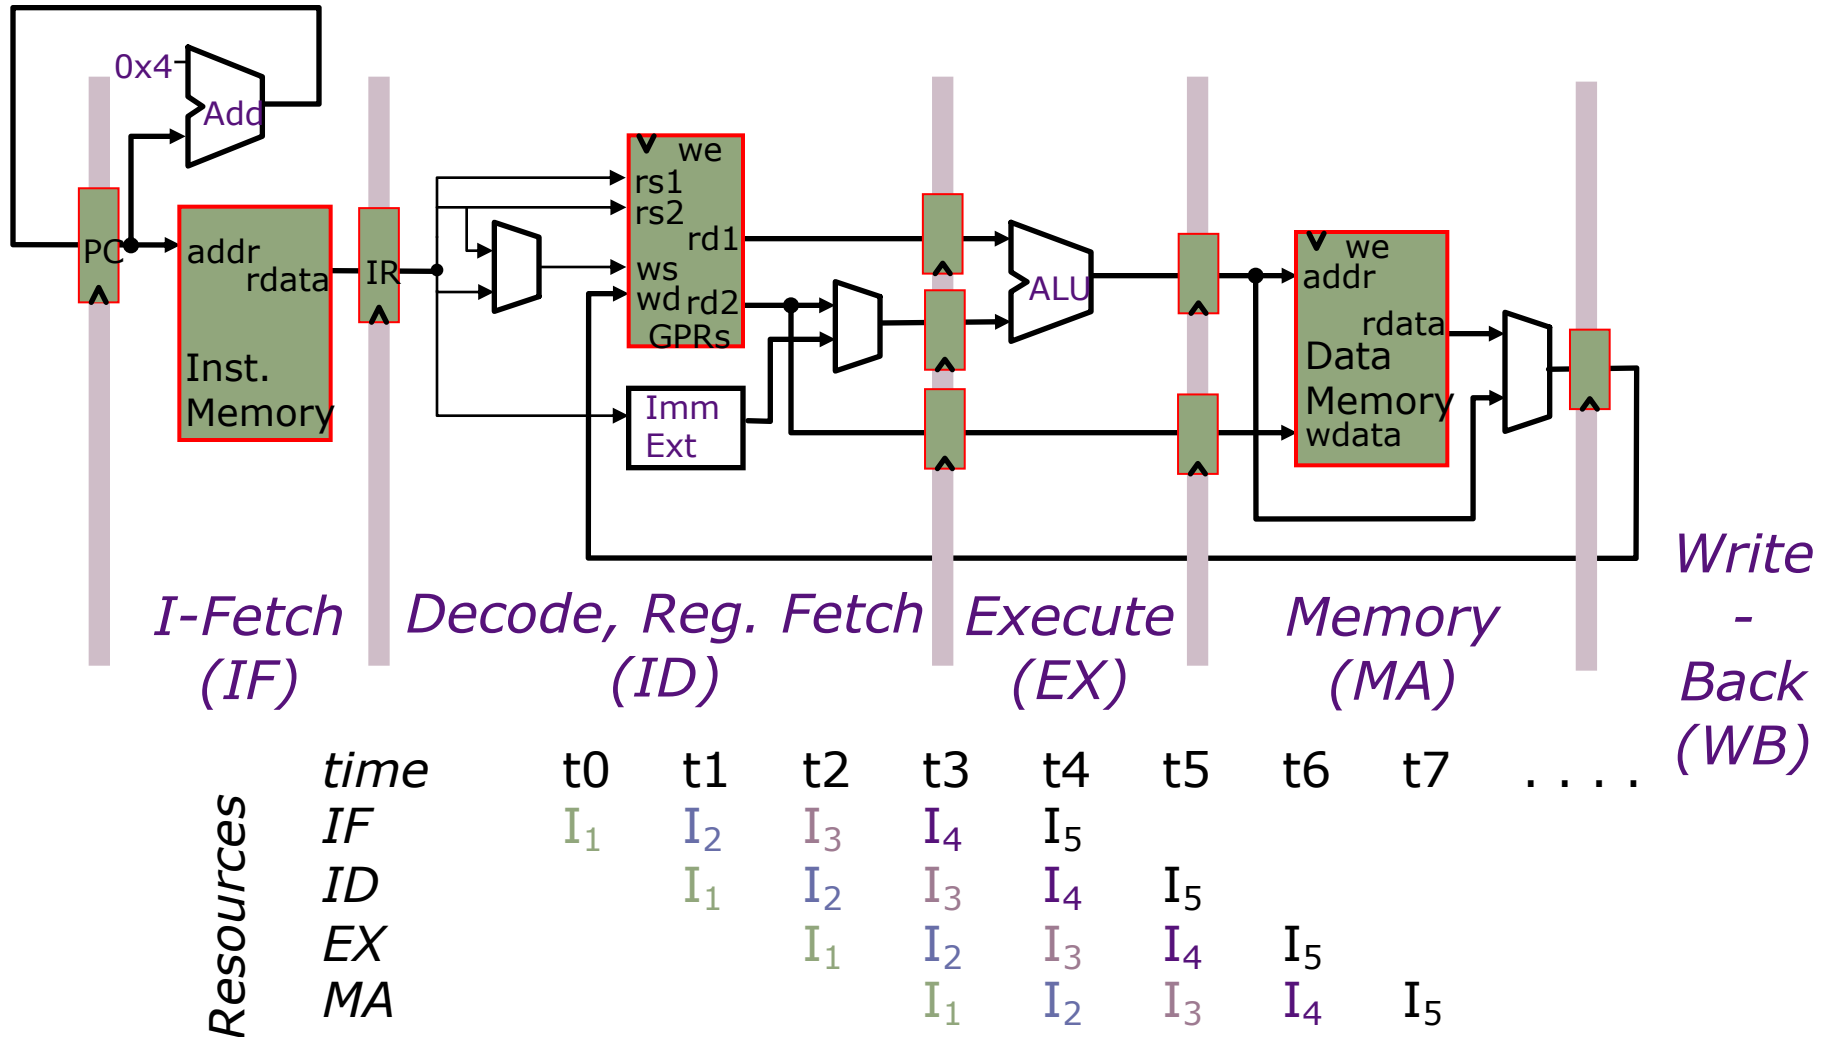 0x4
Add
we
rs1
rs2
rd1
ws
wd rd2
GPRs
PC
addr
rdata
Inst.
Memory
IR
Imm
Ext
ALU
we
addr
rdata
Data
Memory
wdata
I-Fetch
(IF)
Decode, Reg. Fetch
(ID)
Execute
(EX)
Memory
(MA)
Write
-
Back
(WB)
time t0 t1 t2 t3 t4 t5 t6 t7 . . . .
Resources
IF I1 I2 I3 I4 I5
ID I1 I2 I3 I4 I5
EX I1 I2 I3 I4 I5
MA I1 I2 I3 I4 I5